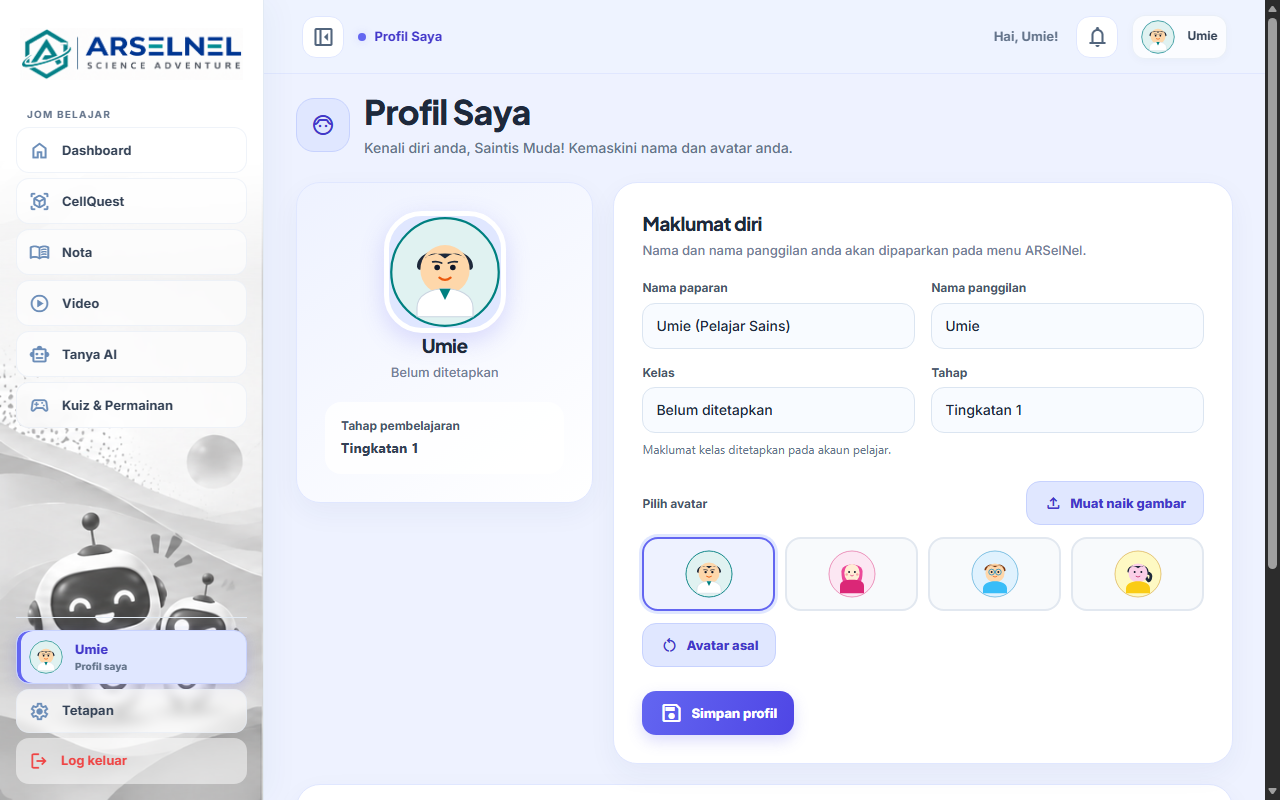 ARSELNEL
SCIENCE ADVENTURE
JOM BELAJAR
Dashboard
CellQuest
Nota
Video
Tanya AI
Kuiz & Permainan
Umie
Profil saya
Tetapan
Log keluar
Profil Saya
Hai, Umie!
Umie
Profil Saya
Kenali diri anda, Saintis Muda! Kemaskini nama dan avatar anda.
Umie
Belum ditetapkan
Tahap pembelajaran
Tingkatan 1
Maklumat diri
Nama dan nama panggilan anda akan dipaparkan pada menu ARSelNel.
Nama paparan
Nama panggilan
Umie (Pelajar Sains)
Umie
Kelas
Tahap
Belum ditetapkan
Tingkatan 1
Maklumat kelas ditetapkan pada akaun pelajar.
Pilih avatar
Muat naik gambar
Avatar asal
Simpan profil